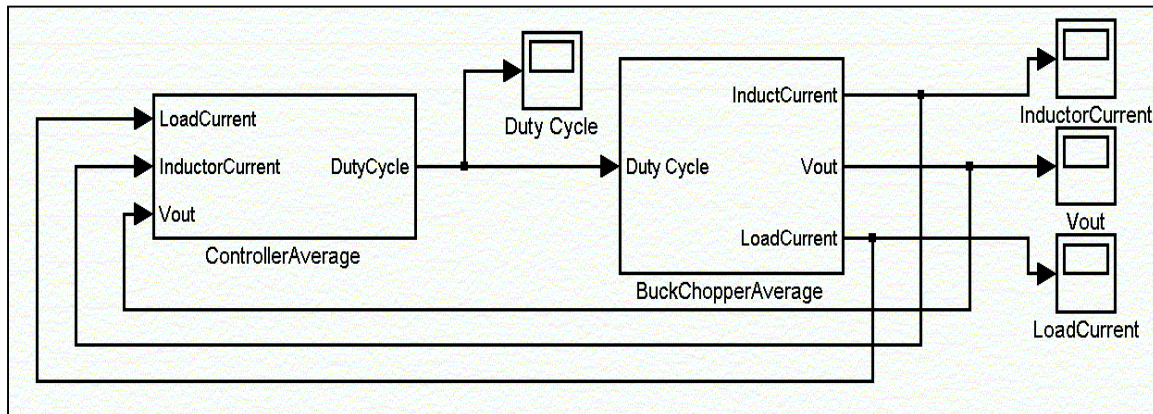 LoadCurrent
InductorCurrent
Vout
DutyCycle
ControllerAverage
Duty Cycle
Duty Cycle
InductCurrent
Vout
LoadCurrent
BuckChopperAverage
InductorCurrent
Vout
LoadCurrent